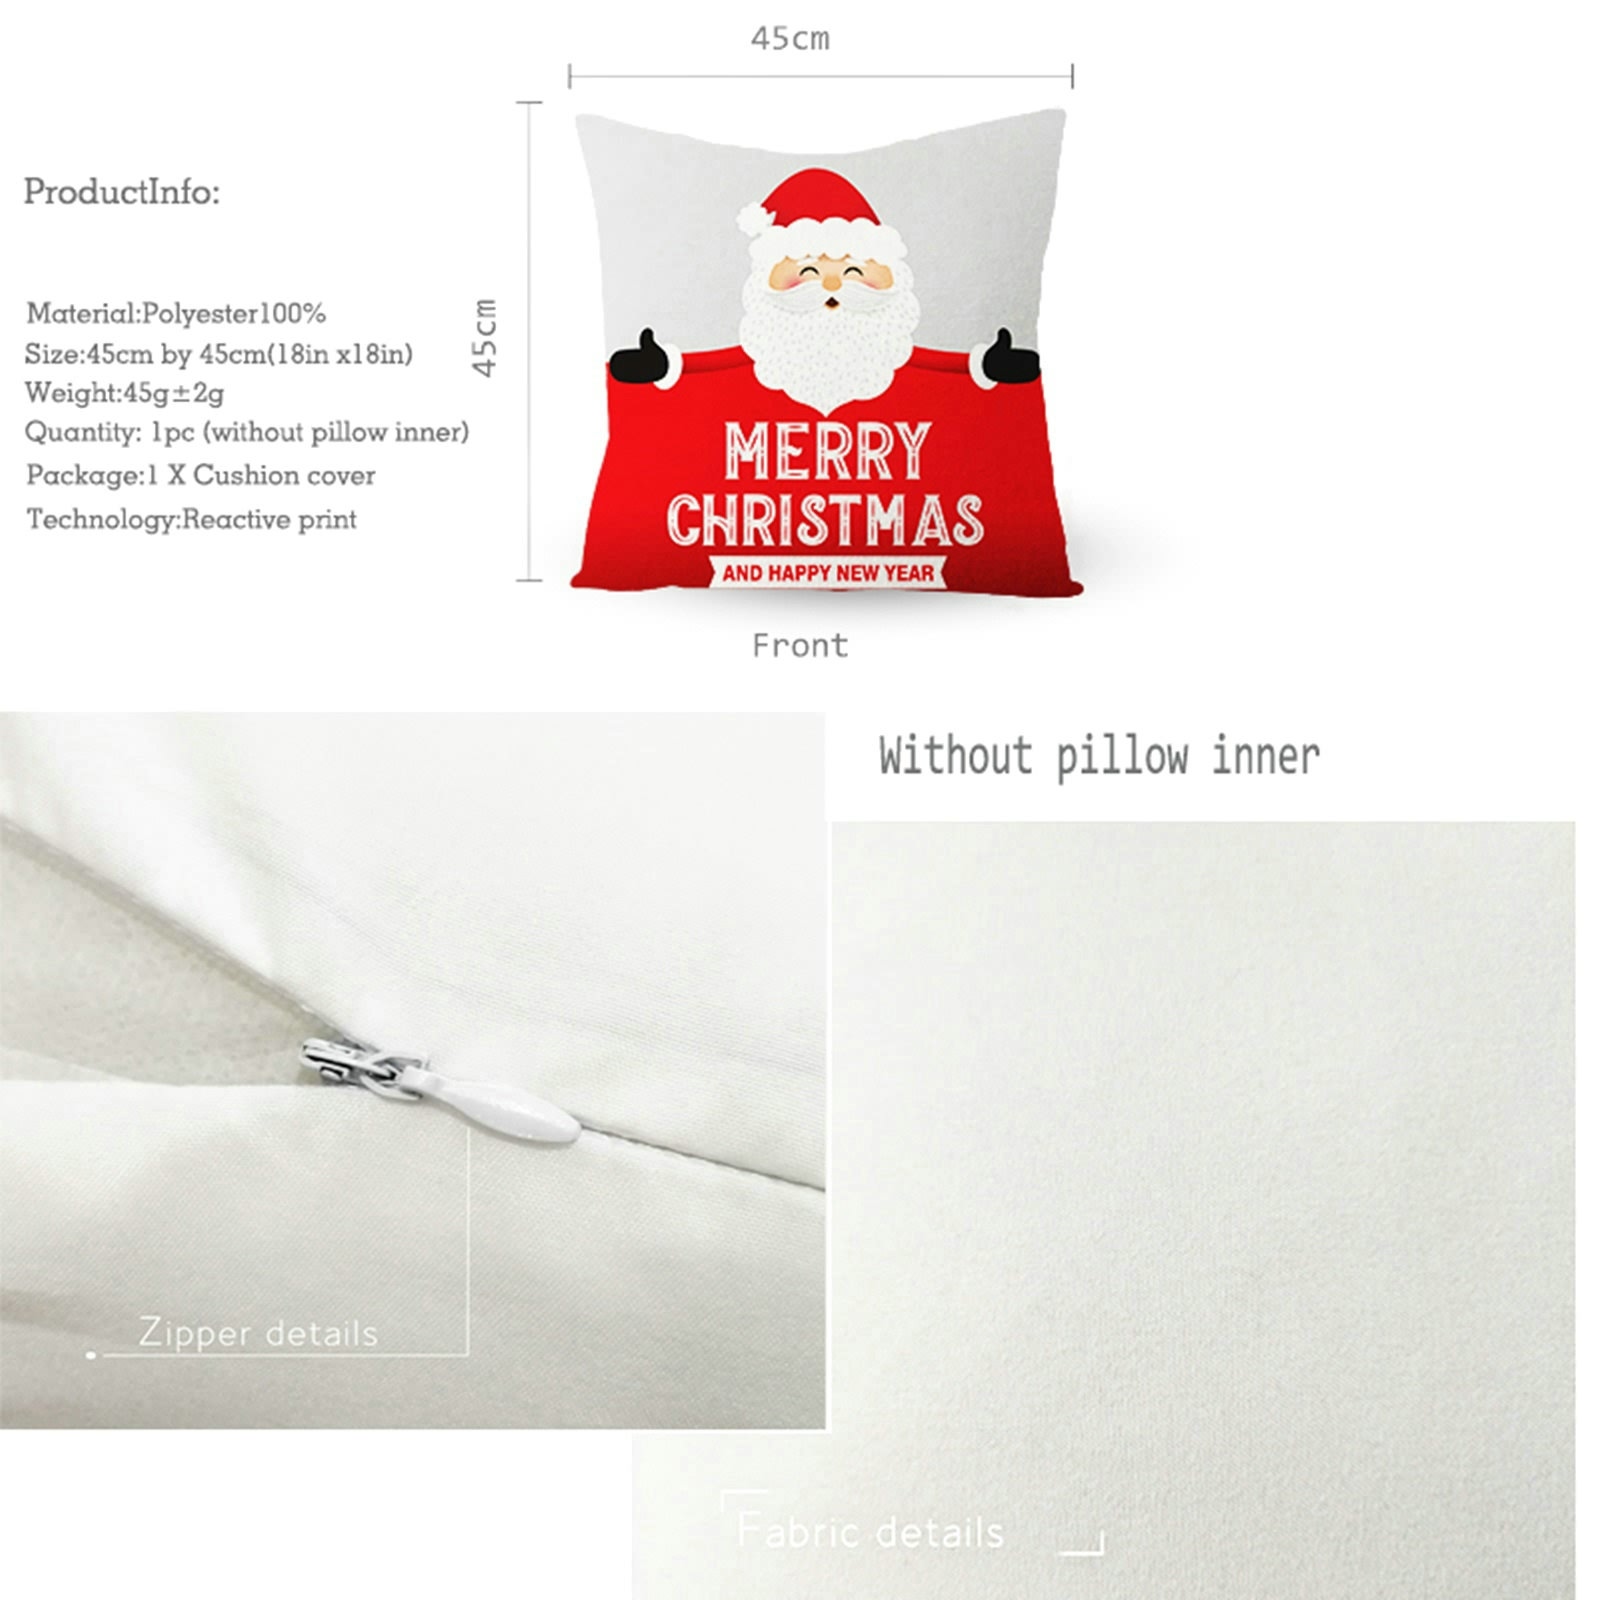 45cm
45cm
ProductInfo:
Material:Polyester100%
Size:45cm by 45cm(18in x18in)
Weight:45g±2g
Quantity: 1pc (without pillow inner)
Package:1 X Cushion cover
Technology:Reactive print
MERRY
CHRISTMAS
AND HAPPY NEW YEAR
Front
Without pillow inner
Zipper details
Fabric details